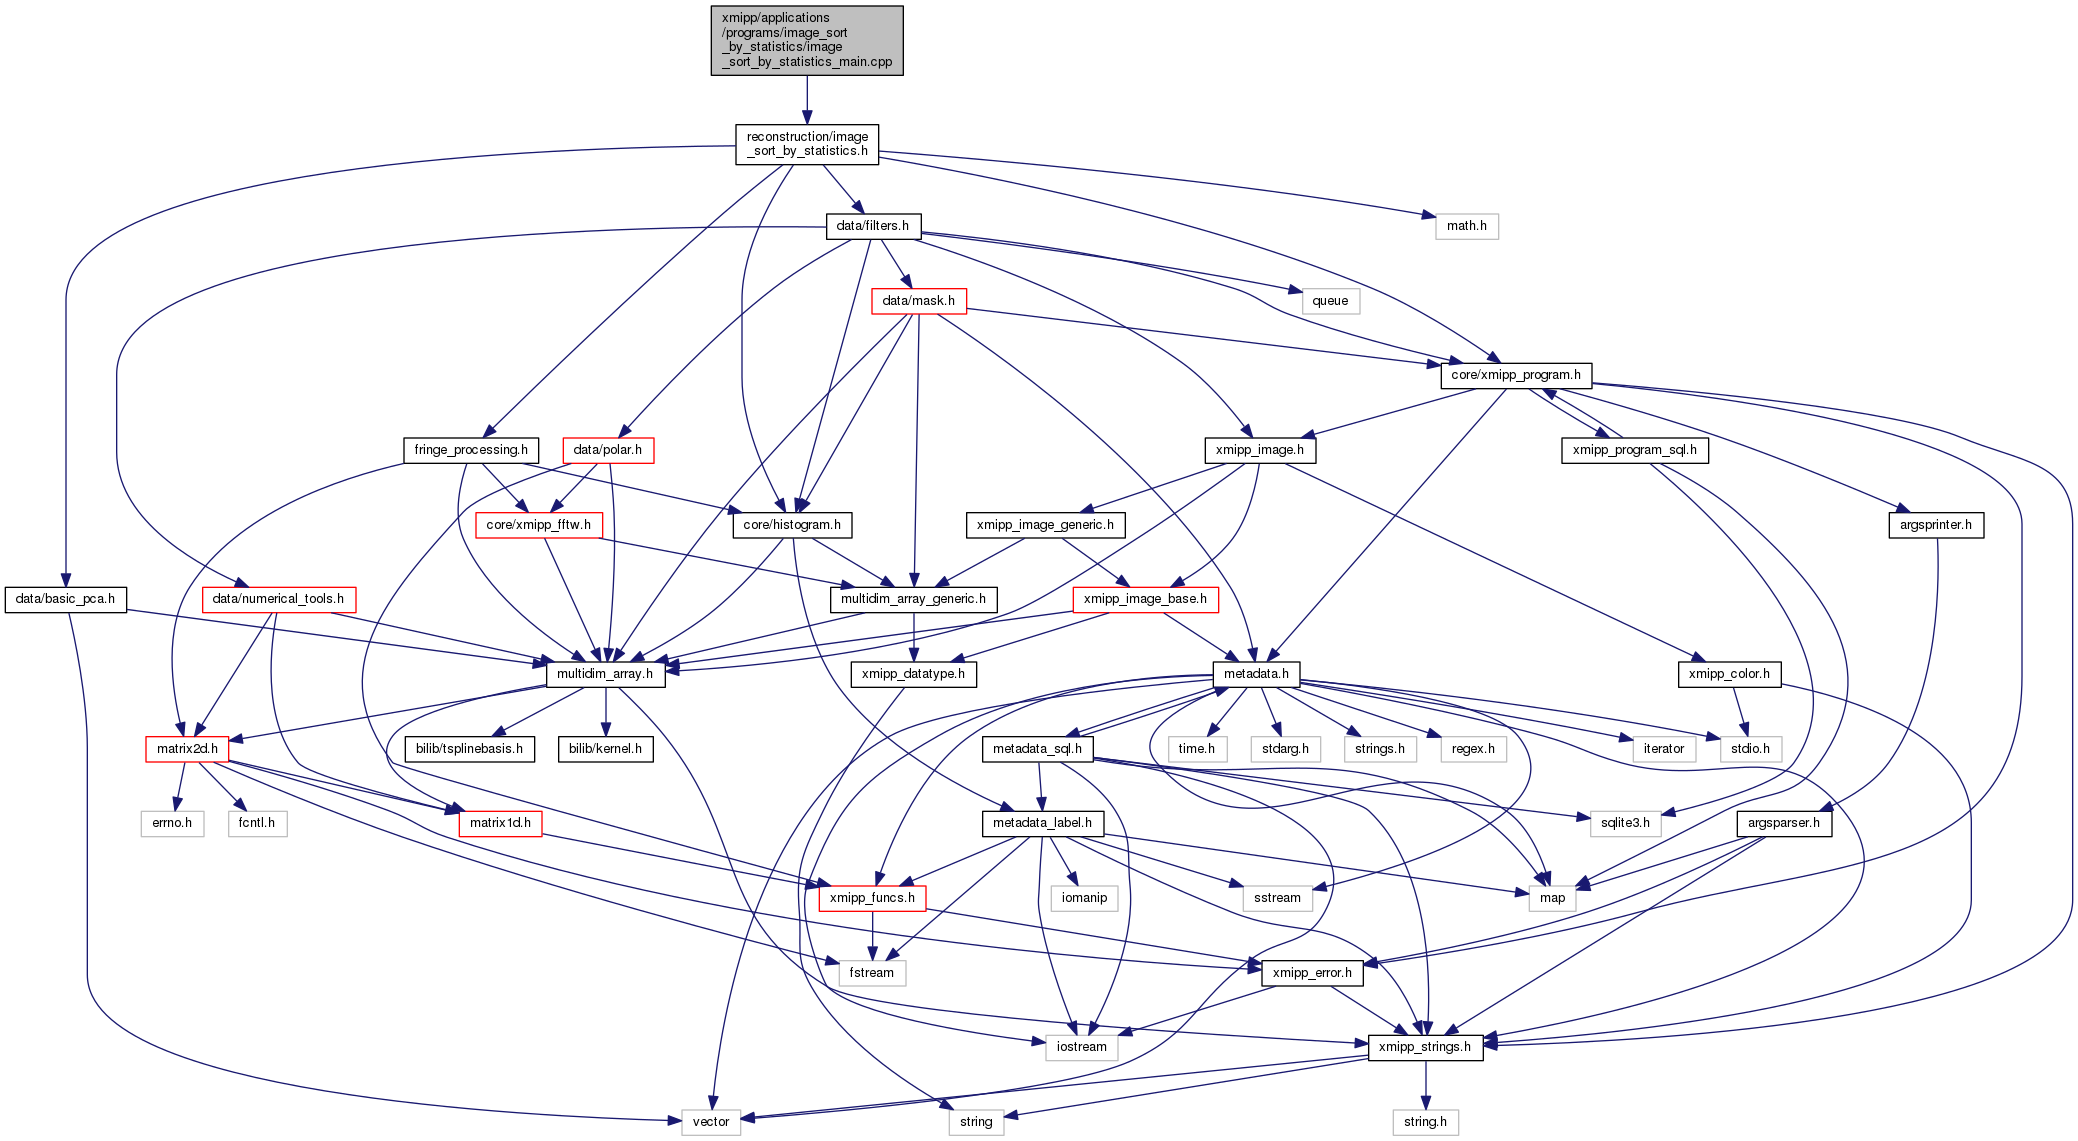 xmipp/applications
/programs/image_sort
_by_statistics/image
_sort_by_statistics_main.cpp
reconstruction/image
_sort_by_statistics.h
data/filters.h
math.h
data/mask.h
queue
core/xmipp_program.h
fringe_processing.h
data/polar.h
xmipp_image.h
xmipp_program_sql.h
core/xmipp_fftw.h
core/histogram.h
xmipp_image_generic.h
argsprinter.h
data/basic_pca.h
data/numerical_tools.h
multidim_array_generic.h
xmipp_image_base.h
multidim_array.h
xmipp_datatype.h
metadata.h
xmipp_color.h
matrix2d.h
bilib/tsplinebasis.h
bilib/kernel.h
metadata_sql.h
time.h
stdarg.h
strings.h
regex.h
iterator
stdio.h
errno.h
fcntl.h
matrix1d.h
metadata_label.h
sqlite3.h
argsparser.h
xmipp_funcs.h
iomanip
sstream
map
fstream
xmipp_error.h
iostream
xmipp_strings.h
vector
string
string.h